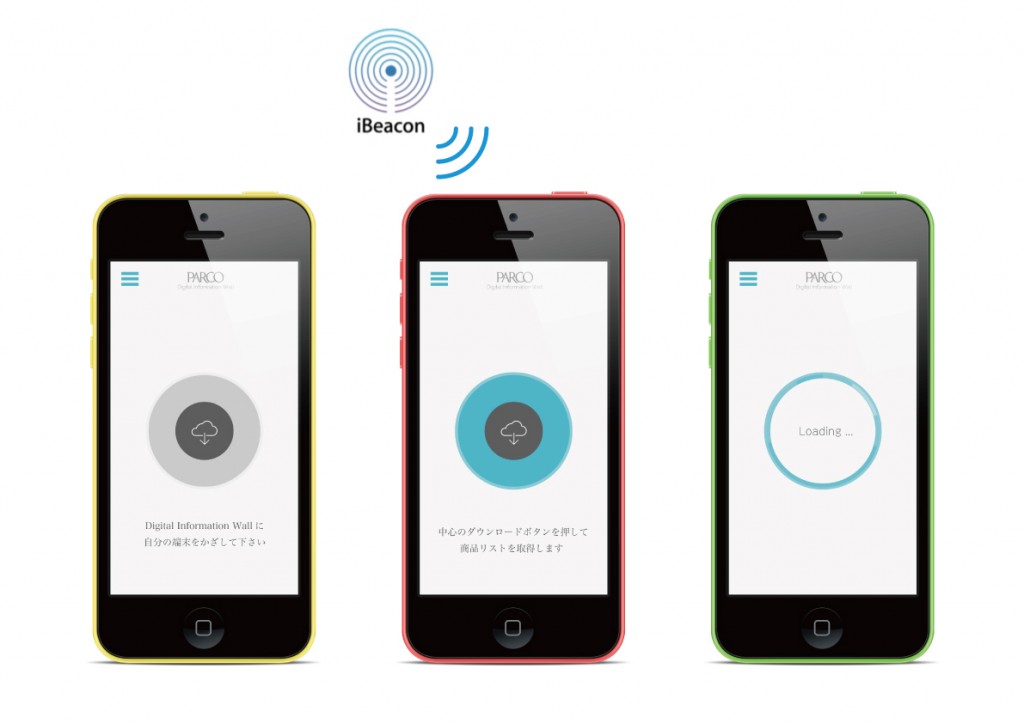 iBeacon
PARCO
Digital Information Wall
Digital Information Wall に
自分の端末をかざして下さい
PARCO
Digital Information Wall
中心のダウンロードボタンを押して
商品リストを取得します
PARCO
Digital Information Wall
Loading ...